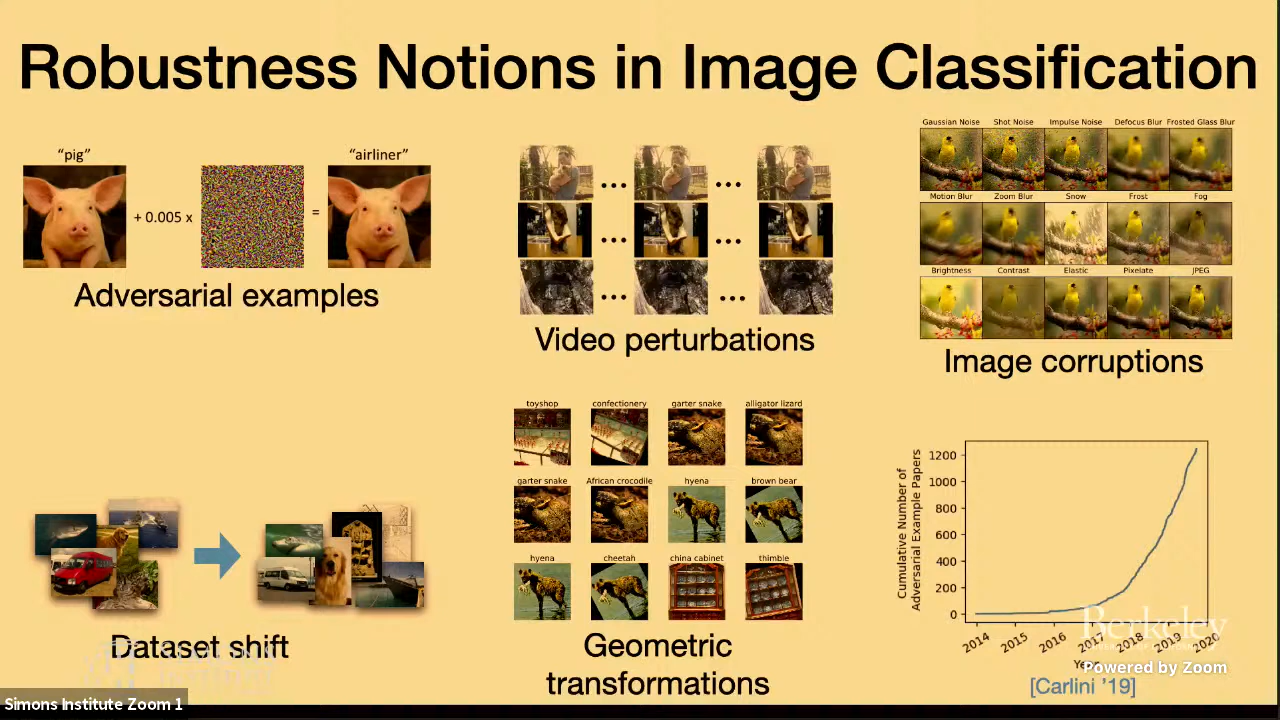 Robustness Notions in Image Classification
"pig"
+ 0.005 x
=
"airliner"
Adversarial examples
Video perturbations
Gaussian Noise Shot Noise Impulse Noise Defocus Blur Frosted Glass Blur
Motion Blur Zoom Blur Snow Frost Fog
Brightness Contrast Elastic Pixelate JPEG
Image corruptions
Dataset shift
toyshop confectionery garter snake alligator lizard
garter snake African crocodile hyena brown bear
hyena cheetah china cabinet thimble
Geometric
transformations
Cumulative Number of
Adversarial Example Papers
1200
1000
800
600
400
200
0
2014 2015 2016 2017 2018 2019 2020
[Carlini '19]
Berkeley
Powered by Zoom
Simons Institute Zoom 1